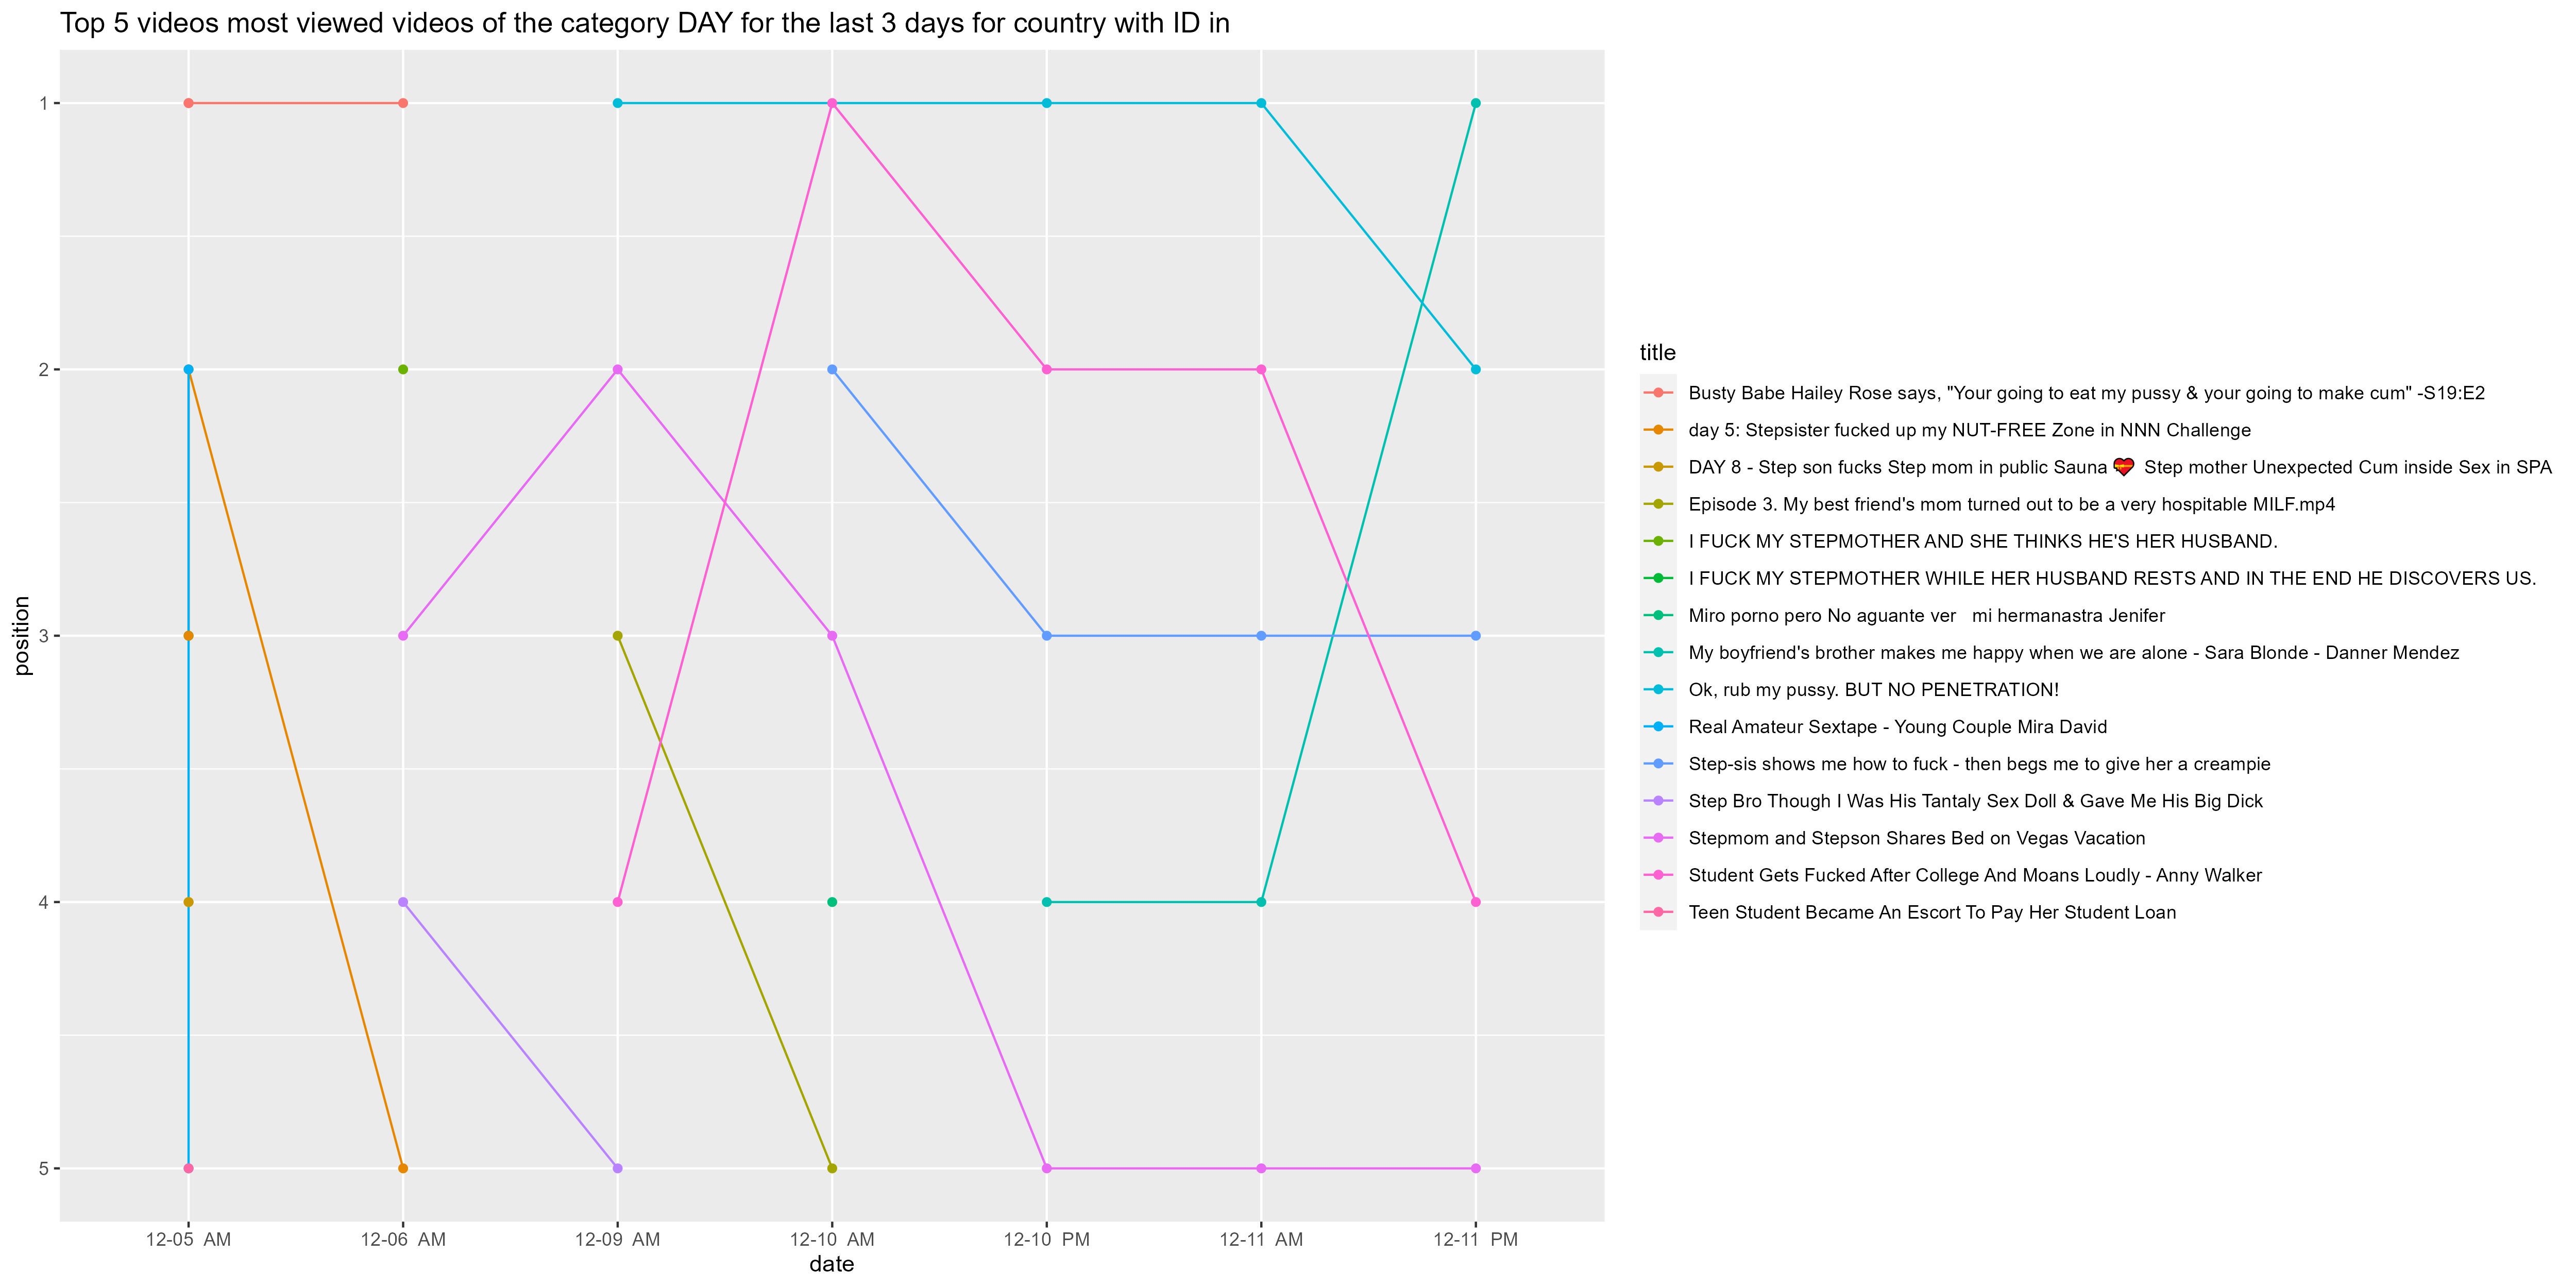 Top 5 videos most viewed videos of the category DAY for the last 3 days for country with ID in
position
1
2
3
4
5
12-05 AM
12-06 AM
12-09 AM
12-10 AM
12-10 PM
12-11 AM
12-11 PM
date
title
Busty Babe Hailey Rose says, "Your going to eat my pussy & your going to make cum" -S19:E2
day 5: Stepsister fucked up my NUT-FREE Zone in NNN Challenge
DAY 8 - Step son fucks Step mom in public Sauna 💝 Step mother Unexpected Cum inside Sex in SPA
Episode 3. My best friend's mom turned out to be a very hospitable MILF.mp4
I FUCK MY STEPMOTHER AND SHE THINKS HE'S HER HUSBAND.
I FUCK MY STEPMOTHER WHILE HER HUSBAND RESTS AND IN THE END HE DISCOVERS US.
Miro porno pero No aguante ver mi hermanastra Jenifer
My boyfriend's brother makes me happy when we are alone - Sara Blonde - Danner Mendez
Ok, rub my pussy. BUT NO PENETRATION!
Real Amateur Sextape - Young Couple Mira David
Step-sis shows me how to fuck - then begs me to give her a creampie
Step Bro Though I Was His Tantaly Sex Doll & Gave Me His Big Dick
Stepmom and Stepson Shares Bed on Vegas Vacation
Student Gets Fucked After College And Moans Loudly - Anny Walker
Teen Student Became An Escort To Pay Her Student Loan